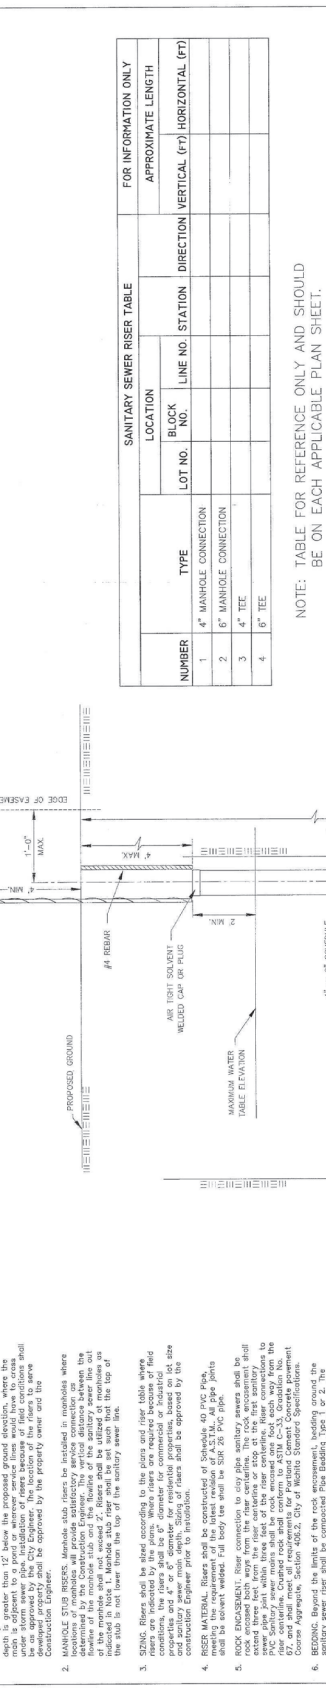 depth is greater than 12' below the proposed ground elevation, where the
main is adjacent to the property or where service lines would have to cross
under storm sewer pipe. Installation of risers because of field conditions shall
be as approved by the City Engineer. The location of the risers to serve
developed property shall be approved by the property owner and the
Construction Engineer.
2. MANHOLE STUB RISERS. Manhole stub risers be installed in manholes where
locations of manholes will provide satisfactory service connection as
determined by the Construction Engineer. The vertical distance between the
flowline of the manhole stub and the flowline of the sanitary sewer line out
of the manhole shall not exceed 2'. Risers shall be utilized at manholes as
indicated in Note 1. Manhole stub risers shall be set such that the top of
the stub is not lower than the top of the sanitary sewer line.
3. SIZING. Risers shall be sized according to the plans and riser table where
risers are indicated by the plans. Where risers are required because of field
conditions, the risers shall be 6" diameter for commercial or industrial
properties and 4" or 6" diameter for residential properties, based on lot size
and sanitary sewer main depth. Sizing of risers shall be approved by the
construction Engineer prior to installation.
4. RISER MATERIAL. Risers shall be constructed of Schedule 40 PVC Pipe,
meeting the requirement of the latest revision of A.S.T.M.. All pipe joints
shall be solvent welded. Full body tee shall be SDR 26 PVC pipe.
5. ROCK ENCASEMENT. Riser connection to clay pipe sanitary sewers shall be
rock encased both ways from the riser centerline. The rock encasement shall
extend three feet from the riser centerline or stop at the first sanitary
sewer pipe joint within three feet of the riser centerline. Riser connections to
PVC Sanitary sewer mains shall be rock encased one foot each way from the
riser centerline. Crushed rock shall conform to ASTM C-33, Gradation No.
67, and shall meet all requirements for Portland Cement Concrete pavement
Coarse Aggregate, Section 406.2, City of Wichita Standard Specifications.
6. BEDDING. Beyond the limits of the rock encasement, bedding around the
sanitary sewer riser shall be compacted Pipe Bedding Type 1 or 2. The
PROPOSED GROUND
4' MIN.
1'-0"
MAX.
EDGE OF
#4 REBAR
4' MAX.
AIR TIGHT SOLVENT
WELDED CAP OR PLUG
2' MIN.
MAXIMUM WATER
TABLE ELEVATION
SANITARY SEWER RISER TABLE
FOR INFORMATION ONLY
LOCATION
APPROXIMATE LENGTH
NUMBER TYPE LOT NO. BLOCK NO. LINE NO. STATION DIRECTION VERTICAL (FT) HORIZONTAL (FT)
1 4" MANHOLE CONNECTION
2 6" MANHOLE CONNECTION
3 4" TEE
4 6" TEE
NOTE: TABLE FOR REFERENCE ONLY AND SHOULD
BE ON EACH APPLICABLE PLAN SHEET.